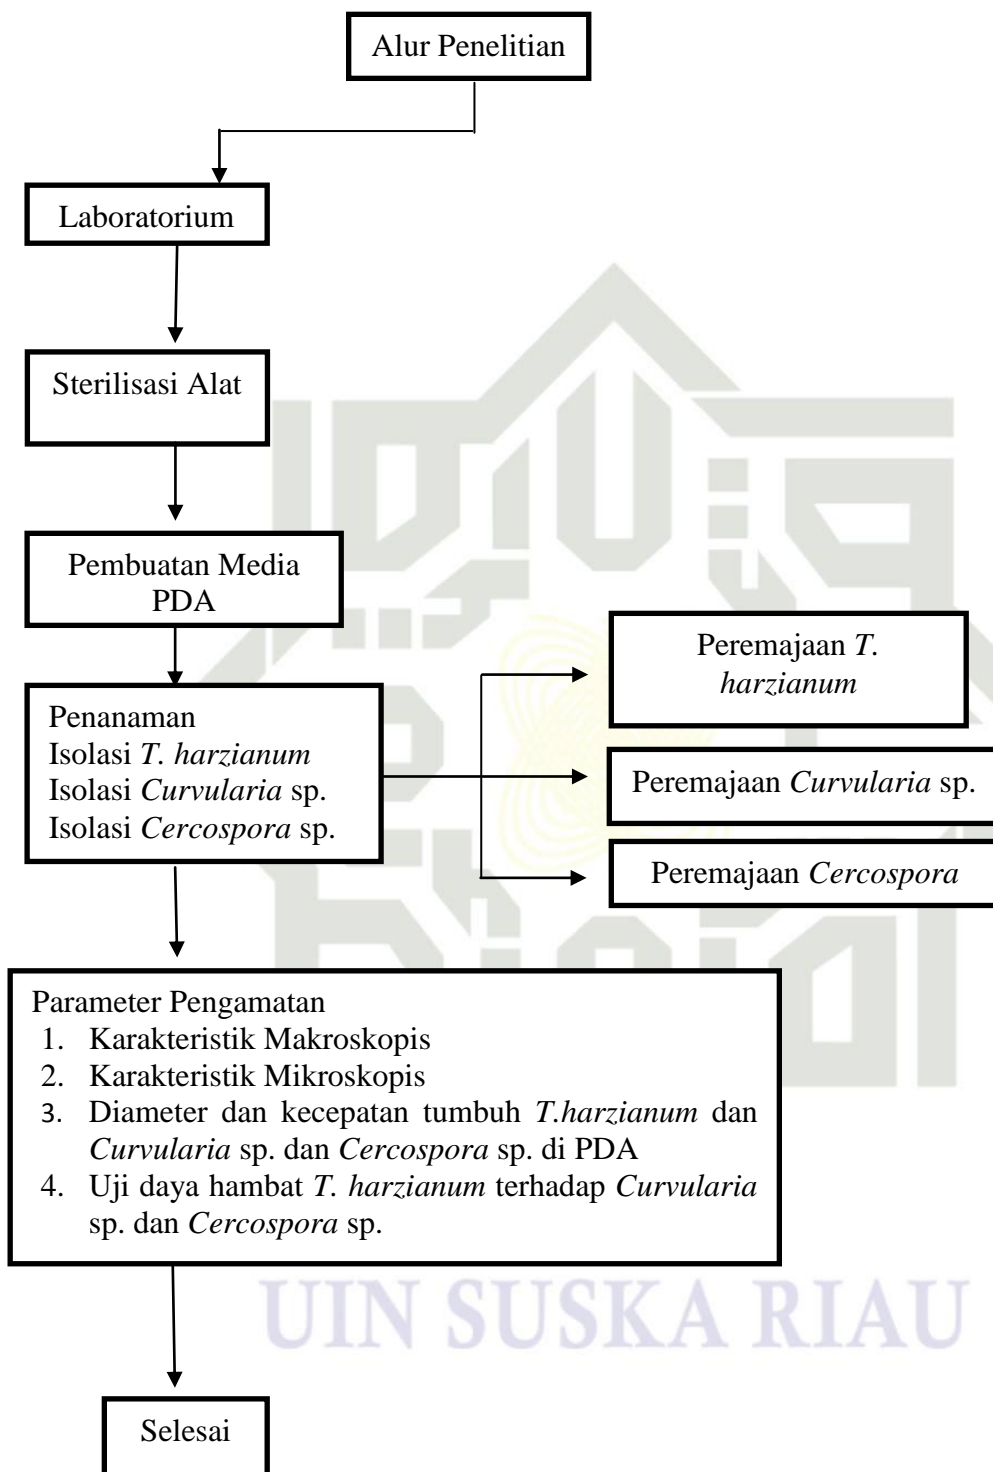 Alur Penelitian
Laboratorium
Sterilisasi Alat
Pembuatan Media
PDA
Penanaman
Isolasi T. harzianum
Isolasi Curvularia sp.
Isolasi Cercospora sp.
Peremajaan T.
harzianum
Peremajaan Curvularia sp.
Peremajaan Cercospora
Parameter Pengamatan
1. Karakteristik Makroskopis
2. Karakteristik Mikroskopis
3. Diameter dan kecepatan tumbuh T.harzianum dan
Curvularia sp. dan Cercospora sp. di PDA
4. Uji daya hambat T. harzianum terhadap Curvularia
sp. dan Cercospora sp.
UIN SUSKA RIAU
Selesai